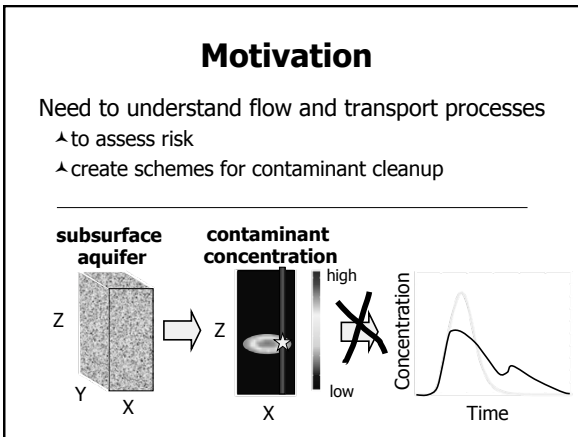 Motivation
Need to understand flow and transport processes
to assess risk
create schemes for contaminant cleanup
subsurface
aquifer
contaminant
concentration
Z
Y
X
Z
X
high
low
Concentration
Time